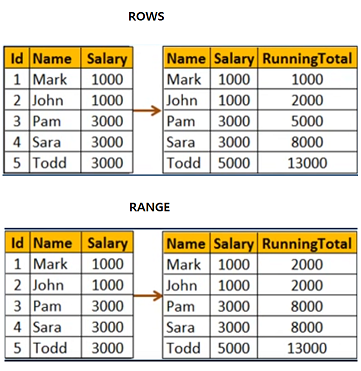 ROWS
Id Name Salary Name Salary RunningTotal
1 Mark 1000 Mark 1000 1000
2 John 1000 John 1000 2000
3 Pam 3000 Pam 3000 5000
4 Sara 3000 Sara 3000 8000
5 Todd 3000 Todd 5000 13000
RANGE
Id Name Salary Name Salary RunningTotal
1 Mark 1000 Mark 1000 2000
2 John 1000 John 1000 2000
3 Pam 3000 Pam 3000 8000
4 Sara 3000 Sara 3000 8000
5 Todd 3000 Todd 5000 13000